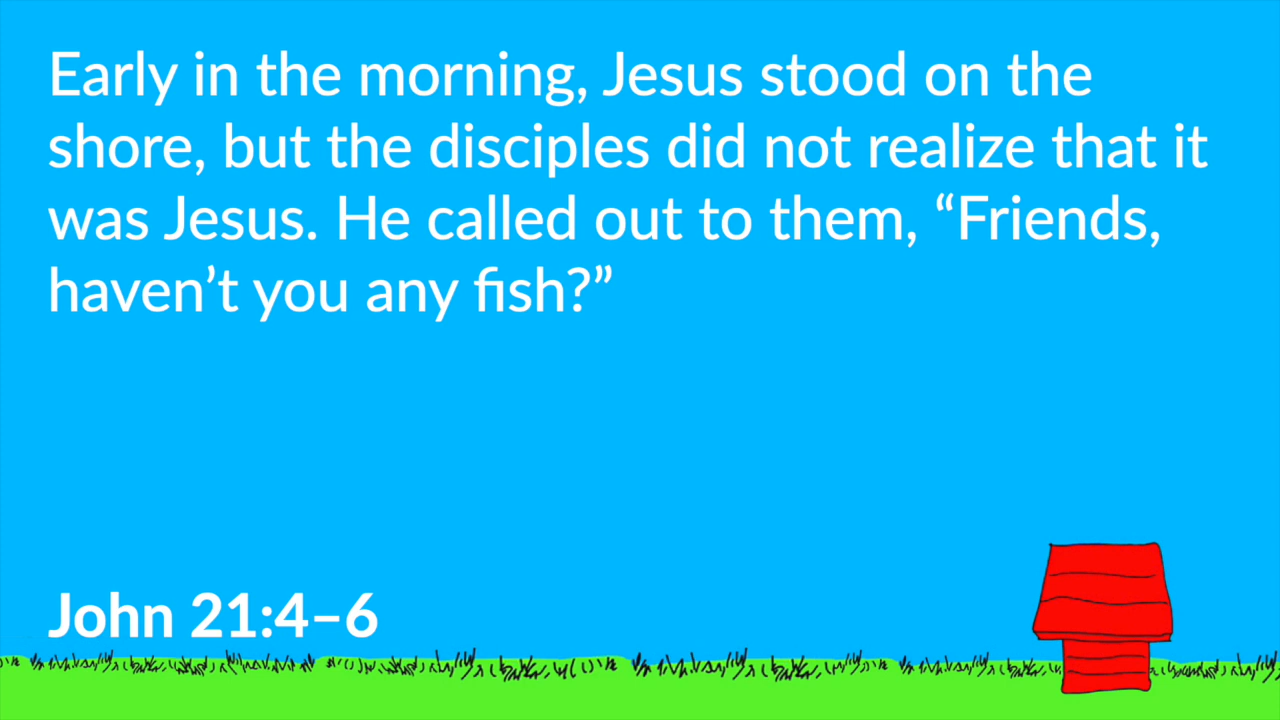 Early in the morning, Jesus stood on the
shore, but the disciples did not realize that it
was Jesus. He called out to them, “Friends,
haven’t you any fish?”
John 21:4–6